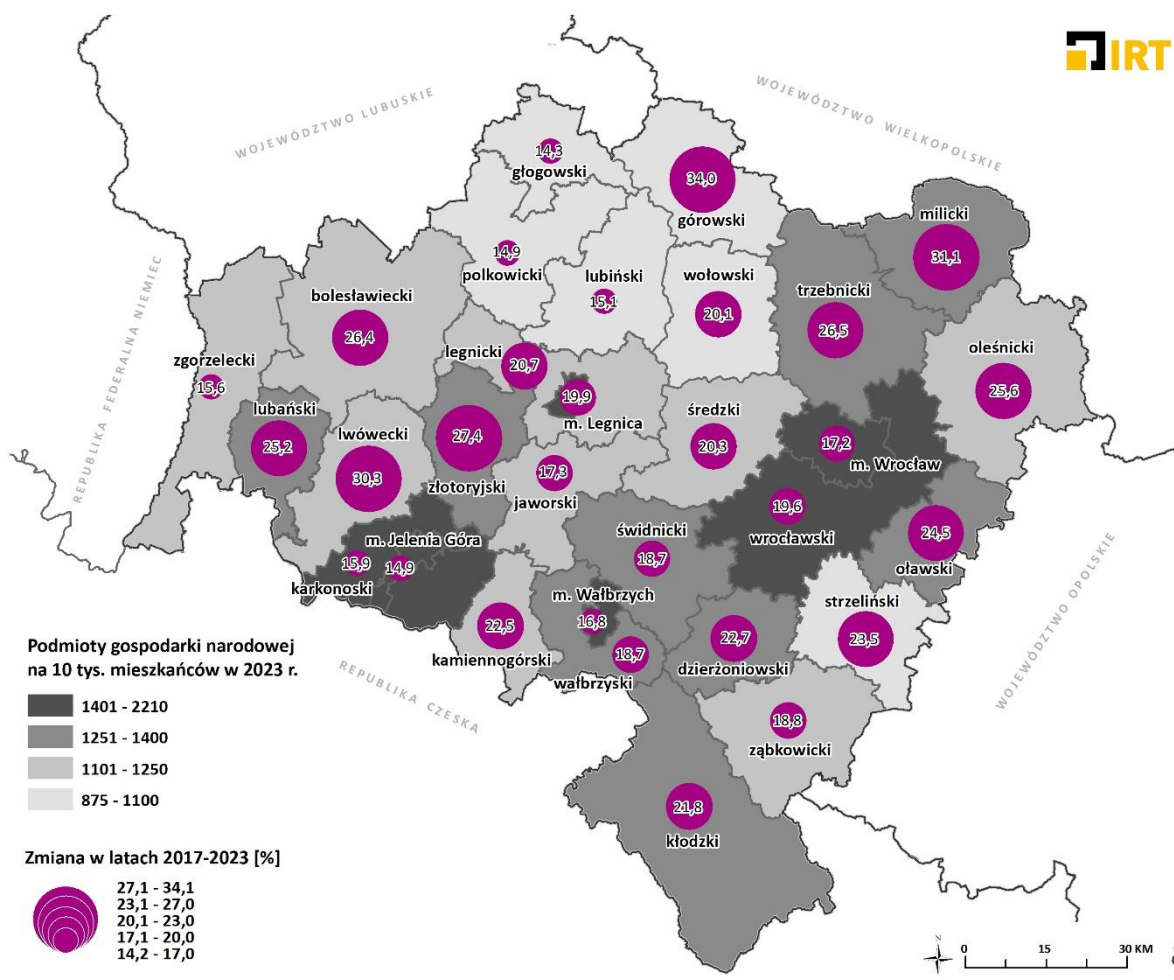 IRT
WOJEWÓDZTWO LUBUSKIE
WOJEWÓDZTWO WIELKOPOLSKIE
14,3
głogowski
34,0
górowski
milicki
31,1
14,9
polkowicki
lubiński
15,1
wołowski
20,1
trzebnicki
26,5
bolesławiecki
26,4
REPUBLIKA FEDERALNA NIEMIEC
zgorzelecki
15,6
legnicki
20,7
oleśnicki
25,6
lubański
25,2
lwówecki
30,3
27,4
złotoryjski
19,9
m. Legnica
średzki
20,3
17,2
m. Wrocław
17,3
jaworski
19,6
wrocławski
24,5
oławski
m. Jelenia Góra
15,9
14,9
karkonoski
świdnicki
18,7
m. Wałbrzych
16,8
22,5
kamiennogórski
18,7
wałbrzyski
22,7
dzierżoniowski
strzeliński
23,5
WOJEWÓDZTWO OPOLSKIE
REPUBLIKA CZESKA
18,8
ząbkowicki
21,8
kłodzki
Podmioty gospodarki narodowej
na 10 tys. mieszkańców w 2023 r.
1401 - 2210
1251 - 1400
1101 - 1250
875 - 1100
Zmiana w latach 2017-2023 [%]
27,1 - 34,1
23,1 - 27,0
20,1 - 23,0
17,1 - 20,0
14,2 - 17,0
N
0 15 30 KM